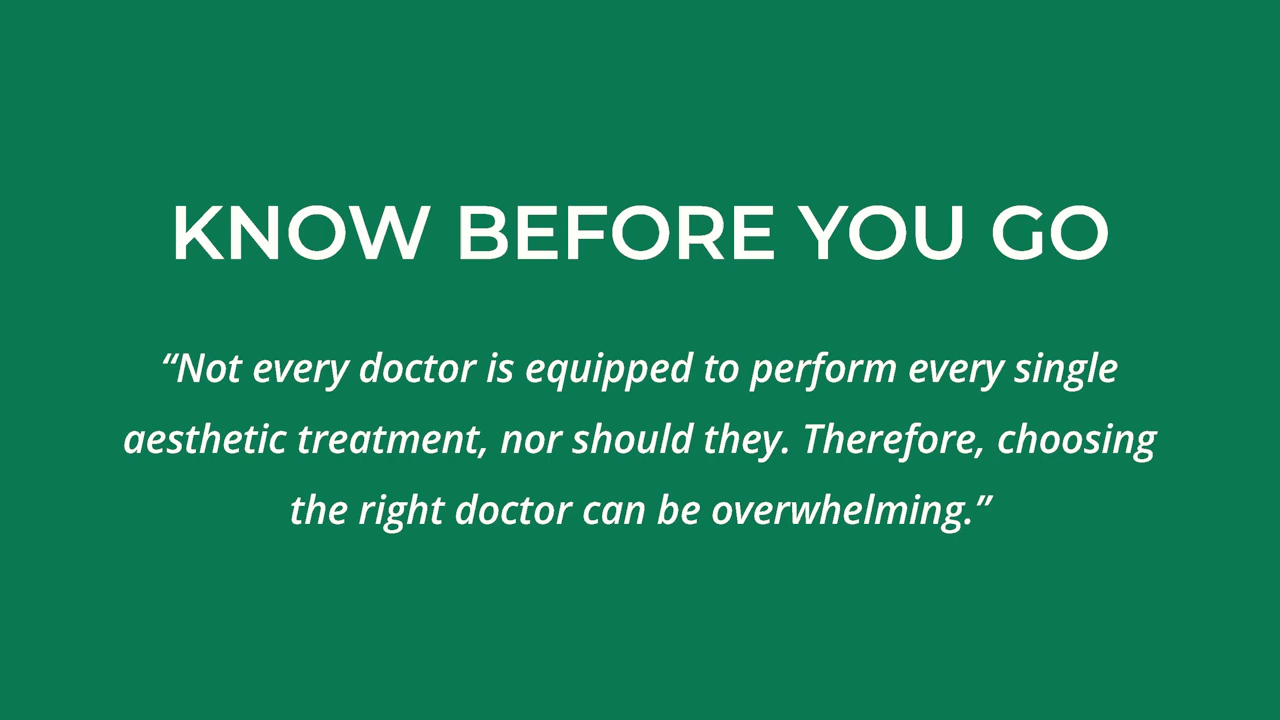 KNOW BEFORE YOU GO
“Not every doctor is equipped to perform every single
aesthetic treatment, nor should they. Therefore, choosing
the right doctor can be overwhelming.”